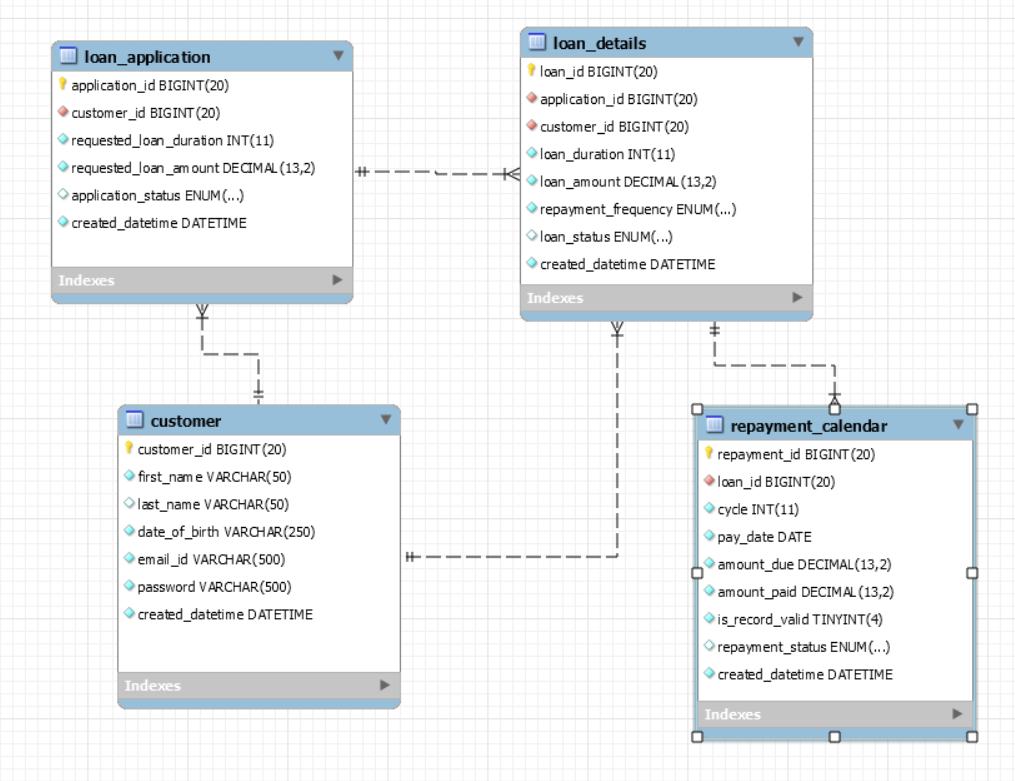 loan_application
application_id BIGINT(20)
customer_id BIGINT(20)
requested_loan_duration INT(11)
requested_loan_amount DECIMAL(13,2)
application_status ENUM(...)
created_datetime DATETIME
Indexes
loan_details
loan_id BIGINT(20)
application_id BIGINT(20)
customer_id BIGINT(20)
loan_duration INT(11)
loan_amount DECIMAL(13,2)
repayment_frequency ENUM(...)
loan_status ENUM(...)
created_datetime DATETIME
Indexes
customer
customer_id BIGINT(20)
first_name VARCHAR(50)
last_name VARCHAR(50)
date_of_birth VARCHAR(250)
email_id VARCHAR(500)
password VARCHAR(500)
created_datetime DATETIME
Indexes
repayment_calendar
repayment_id BIGINT(20)
loan_id BIGINT(20)
cycle INT(11)
pay_date DATE
amount_due DECIMAL(13,2)
amount_paid DECIMAL(13,2)
is_record_valid TINYINT(4)
repayment_status ENUM(...)
created_datetime DATETIME
Indexes